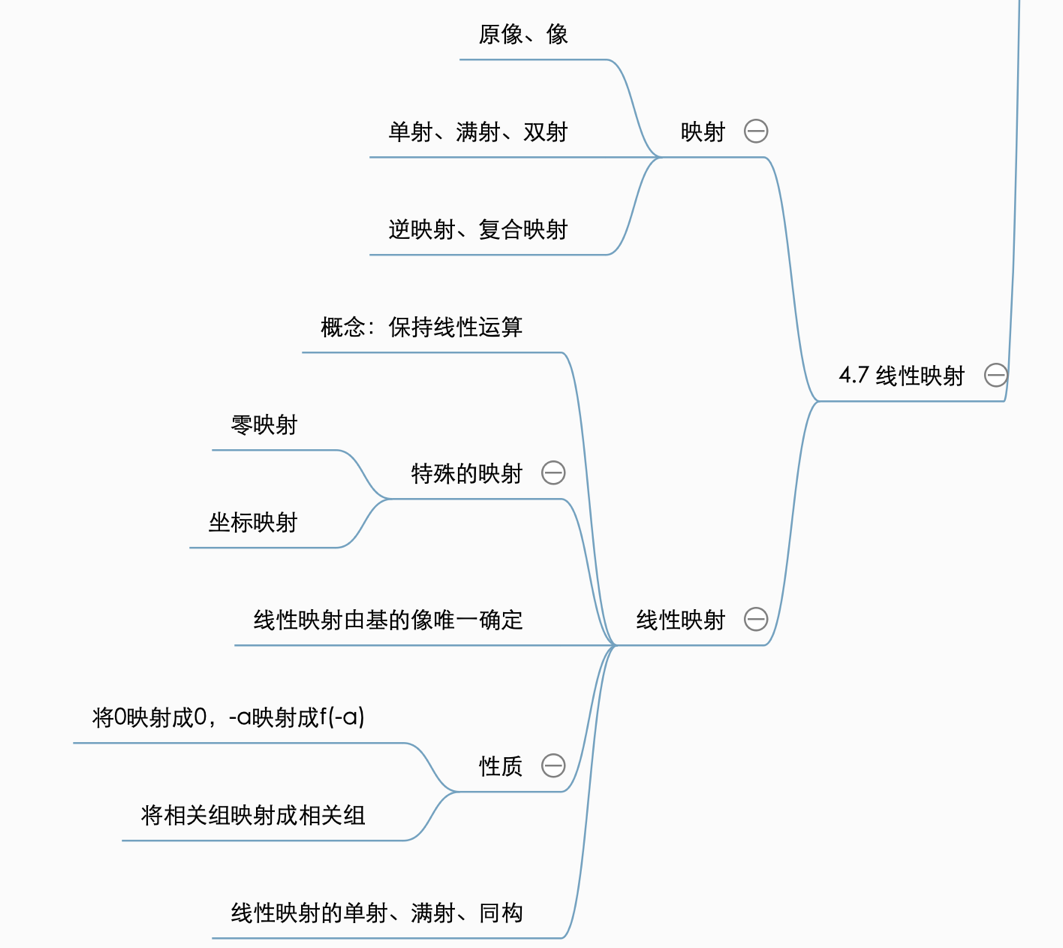 原像、像
单射、满射、双射
映射
逆映射、复合映射
概念：保持线性运算
4.7 线性映射
零映射
特殊的映射
坐标映射
线性映射由基的像唯一确定
线性映射
将0映射成0，-a映射成f(-a)
性质
将相关组映射成相关组
线性映射的单射、满射、同构